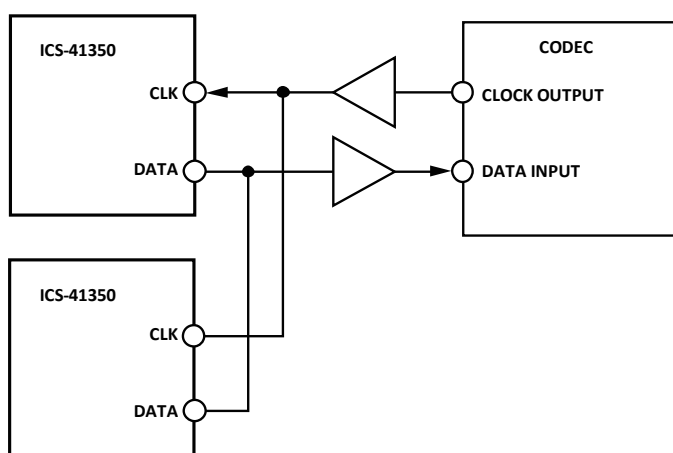 ICS-41350
CLK
DATA
CODEC
CLOCK OUTPUT
DATA INPUT
ICS-41350
CLK
DATA